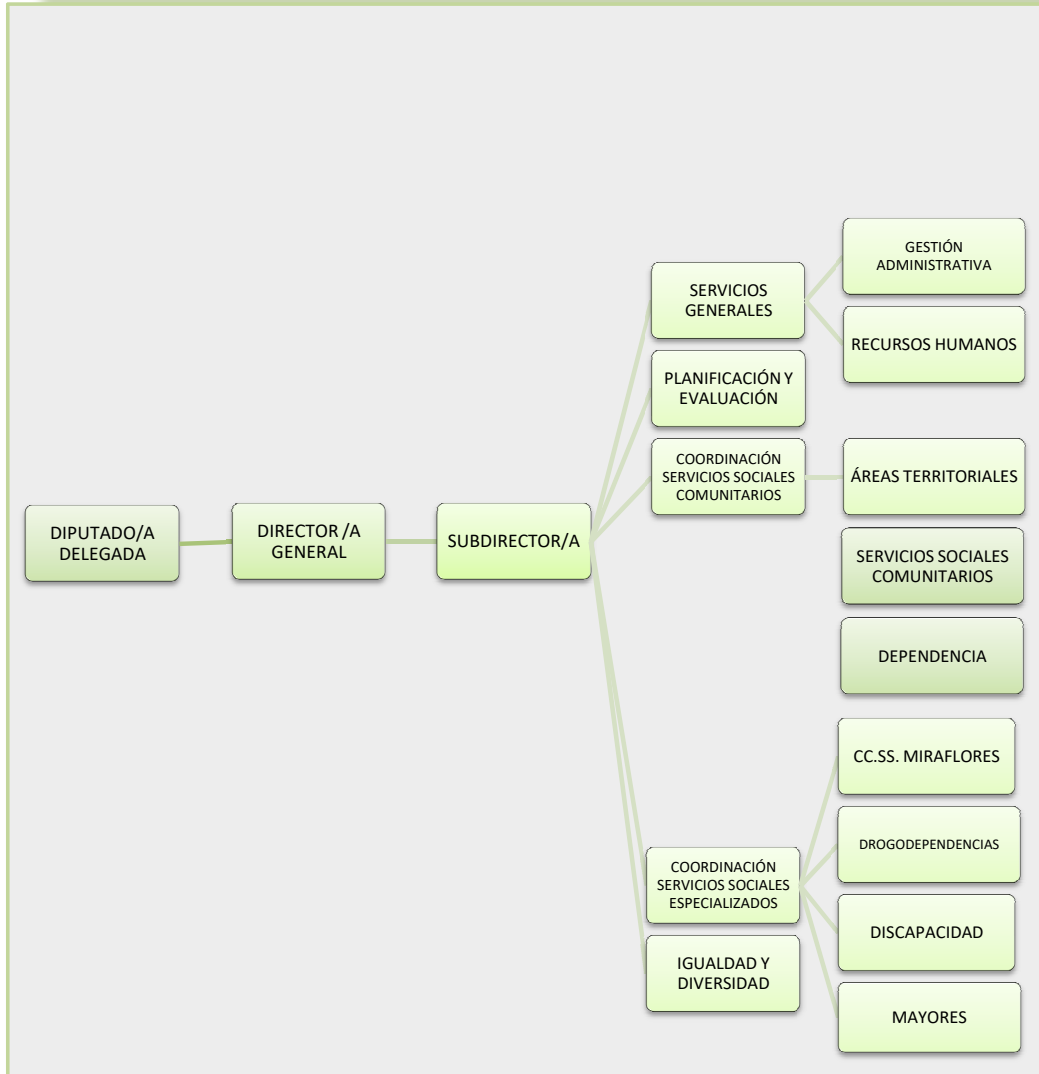 DIPUTADO/A
DELEGADA
DIRECTOR /A
GENERAL
SUBDIRECTOR/A
SERVICIOS
GENERALES
GESTIÓN
ADMINISTRATIVA
RECURSOS HUMANOS
PLANIFICACIÓN Y
EVALUACIÓN
COORDINACIÓN
SERVICIOS SOCIALES
COMUNITARIOS
ÁREAS TERRITORIALES
SERVICIOS SOCIALES
COMUNITARIOS
DEPENDENCIA
COORDINACIÓN
SERVICIOS SOCIALES
ESPECIALIZADOS
CC.SS. MIRAFLORES
DROGODEPENDENCIAS
DISCAPACIDAD
MAYORES
IGUALDAD Y
DIVERSIDAD